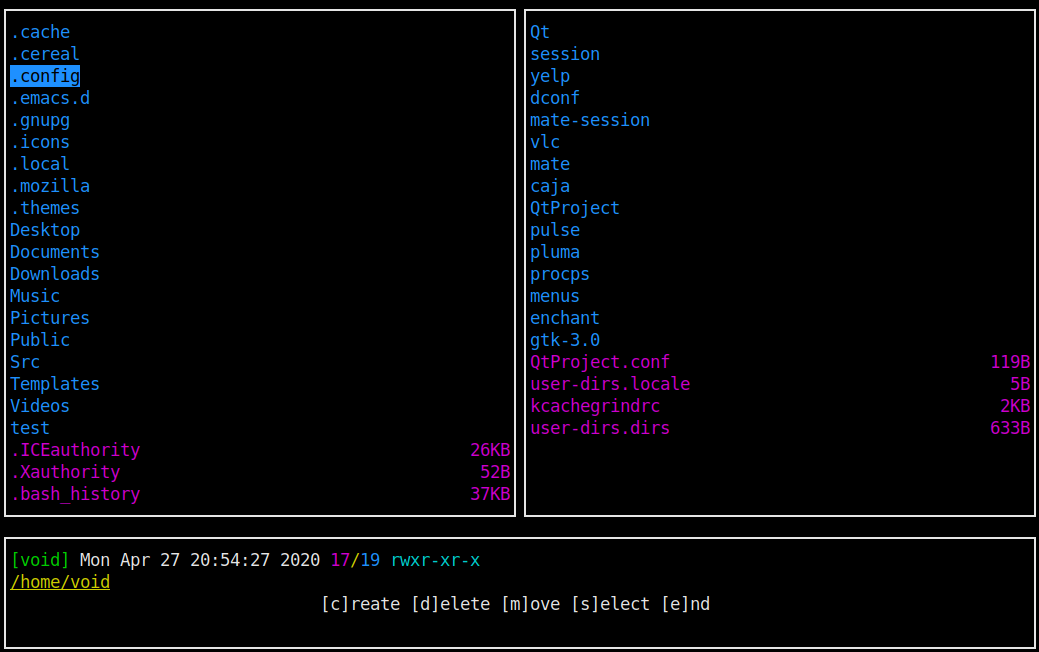 .cache
.cereal
.config
.emacs.d
.gnupg
.icons
.local
.mozilla
.themes
Desktop
Documents
Downloads
Music
Pictures
Public
Src
Templates
Videos
test
.ICEauthority 26KB
.Xauthority 52B
.bash_history 37KB
Qt
session
yelp
dconf
mate-session
vlc
mate
caja
QtProject
pulse
pluma
procps
menus
enchant
gtk-3.0
QtProject.conf 119B
user-dirs.locale 5B
kcachegrindrc 2KB
user-dirs.dirs 633B
[void] Mon Apr 27 20:54:27 2020 17/19 rwxr-xr-x
/home/void
[c]reate [d]elete [m]ove [s]elect [e]nd